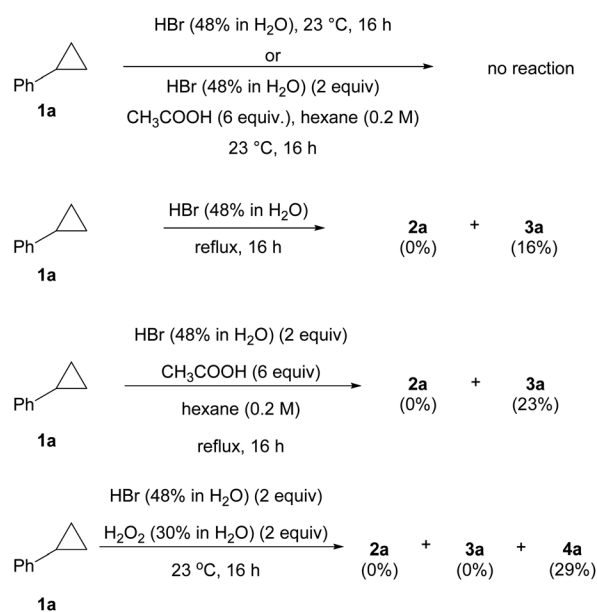 HBr (48% in H₂O), 23 °C, 16 h
or
HBr (48% in H₂O) (2 equiv)
CH₃COOH (6 equiv.), hexane (0.2 M)
23 °C, 16 h
Ph
1a
no reaction
HBr (48% in H₂O)
reflux, 16 h
Ph
1a
2a + 3a
(0%) (16%)
HBr (48% in H₂O) (2 equiv)
CH₃COOH (6 equiv)
hexane (0.2 M)
reflux, 16 h
Ph
1a
2a + 3a
(0%) (23%)
HBr (48% in H₂O) (2 equiv)
H₂O₂ (30% in H₂O) (2 equiv)
23 °C, 16 h
Ph
1a
2a + 3a + 4a
(0%) (0%) (29%)